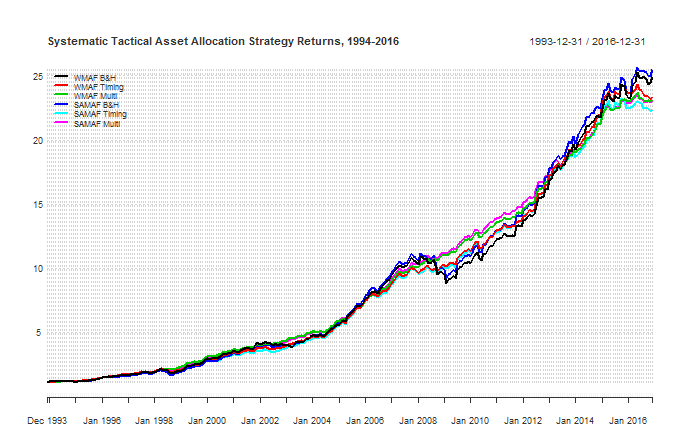 Systematic Tactical Asset Allocation Strategy Returns, 1994-2016 1993-12-31 / 2016-12-31
25
WMAF B&H
WMAF Timing
WMAF Multi
SAMAF B&H
SAMAF Timing
SAMAF Multi
20
15
10
5
Dec 1993 Jan 1996 Jan 1998 Jan 2000 Jan 2002 Jan 2004 Jan 2006 Jan 2008 Jan 2010 Jan 2012 Jan 2014 Jan 2016